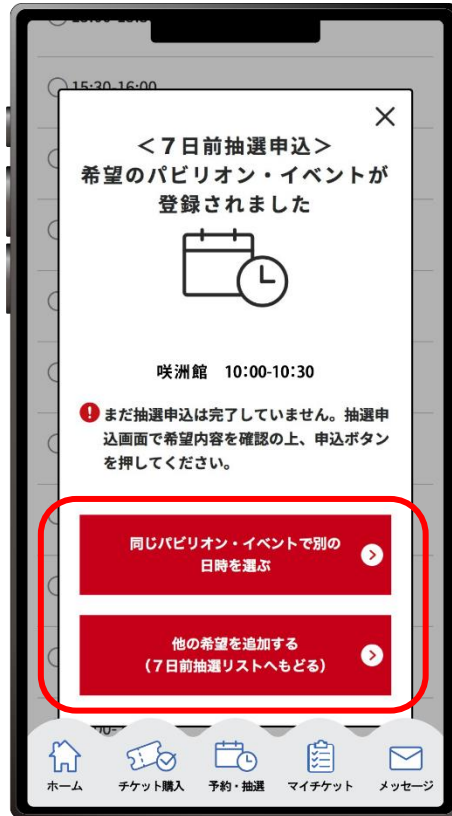 15:30-16:00
＜７日前抽選申込＞
希望のパビリオン・イベントが
登録されました
咲洲館 10:00-10:30
まだ抽選申込は完了していません。抽選申
込画面で希望内容を確認の上、申込ボタン
を押してください。
同じパビリオン・イベントで別の
日時を選ぶ
他の希望を追加する
（７日前抽選リストへもどる）
ホーム チケット購入 予約・抽選 マイチケット メッセージ